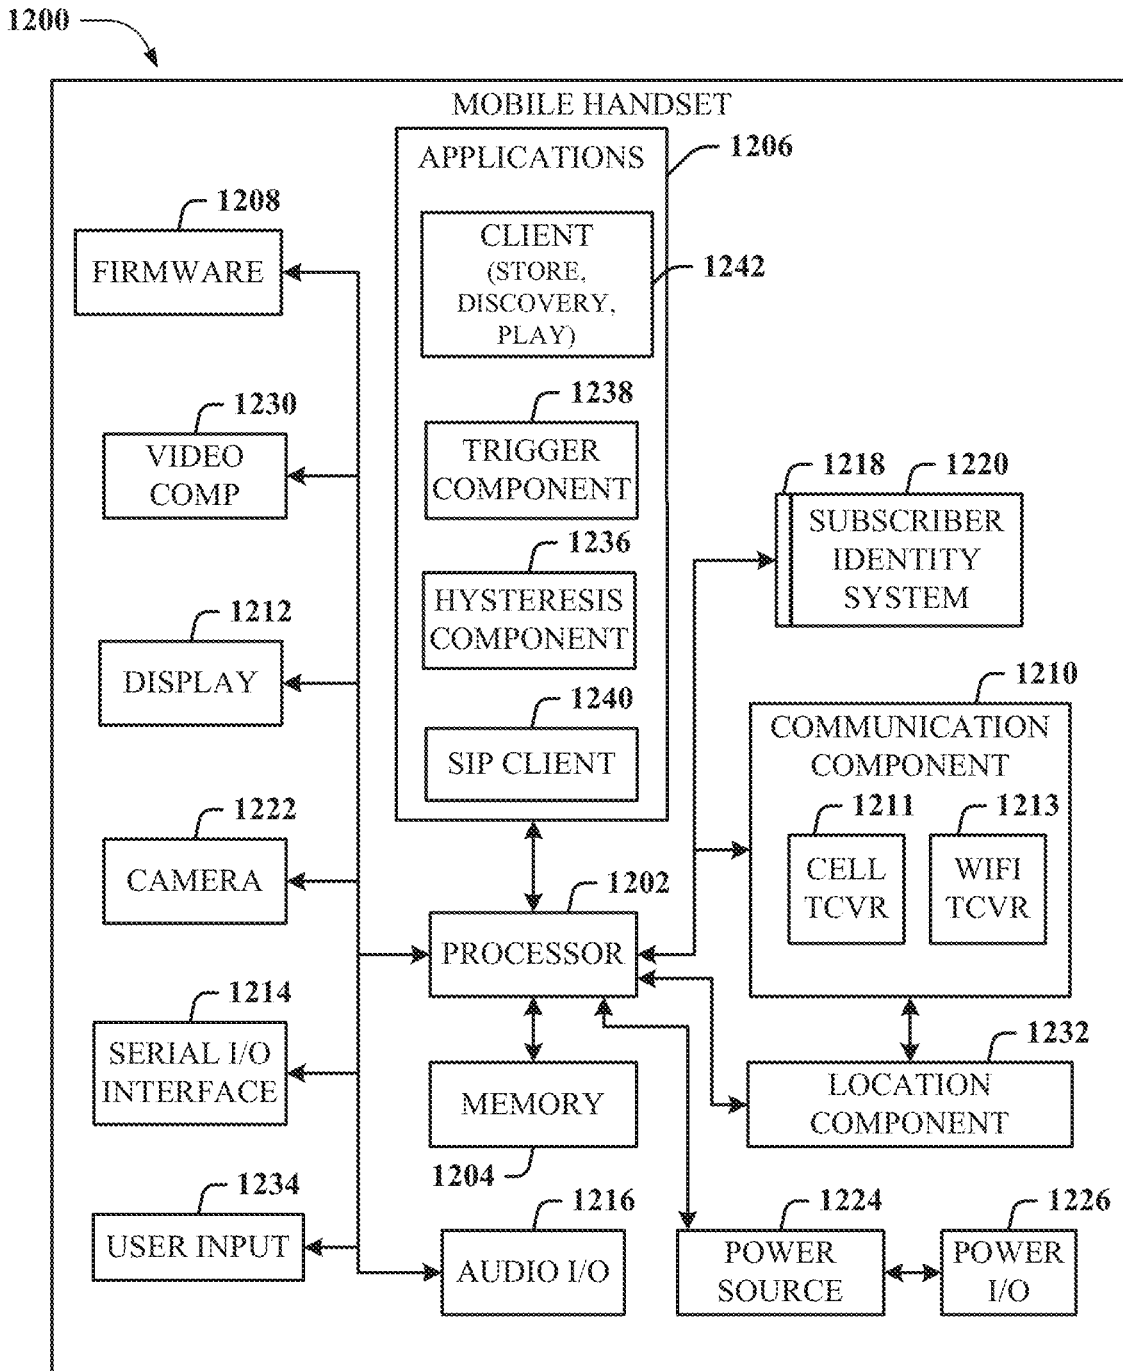 1200
MOBILE HANDSET
APPLICATIONS
1206
1208
FIRMWARE
CLIENT
(STORE,
DISCOVERY,
PLAY)
1242
1230
VIDEO
COMP
1238
TRIGGER
COMPONENT
1218
1220
SUBSCRIBER
IDENTITY
SYSTEM
1236
HYSTERESIS
COMPONENT
1212
DISPLAY
1240
SIP CLIENT
1210
COMMUNICATION
COMPONENT
1211
CELL
TCVR
1213
WIFI
TCVR
1222
CAMERA
1202
PROCESSOR
1214
SERIAL I/O
INTERFACE
MEMORY
1204
1232
LOCATION
COMPONENT
1234
USER INPUT
1216
AUDIO I/O
1224
POWER
SOURCE
1226
POWER
I/O